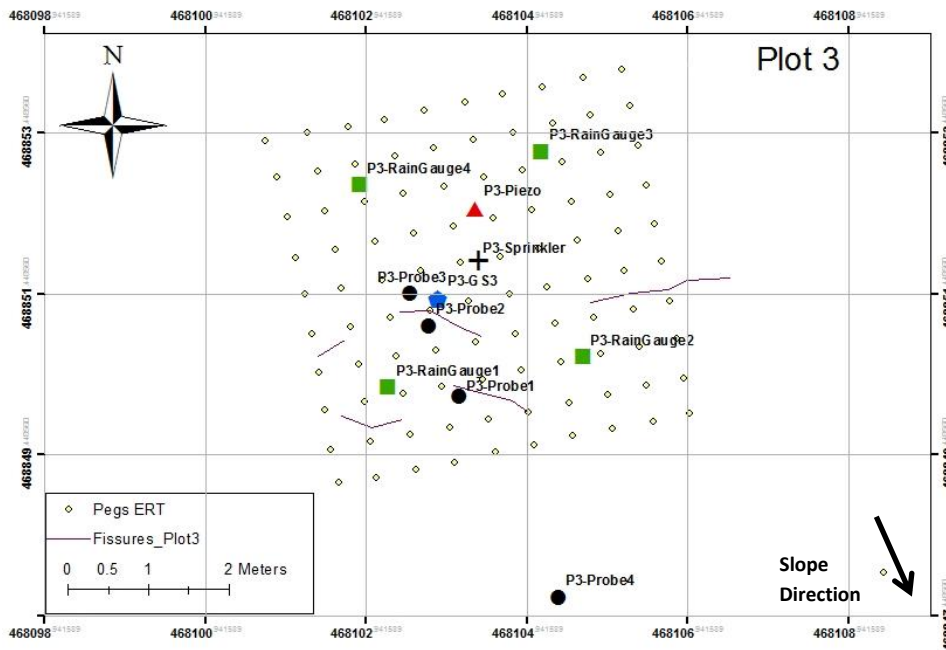 468098 468100 468102 468104 468106 468108
Plot 3
N
468853
P3-RainGauge3
P3-RainGauge4
P3-Piezo
P3-Sprinkler
P3-Probe3 P3-GS3
468851
P3-Probe2
P3-RainGauge2
P3-RainGauge1
P3-Probe1
468849
Pegs ERT
Fissures_Plot3
0 0.5 1 2 Meters
P3-Probe4
Slope
Direction
468098 468100 468102 468104 468106 468108